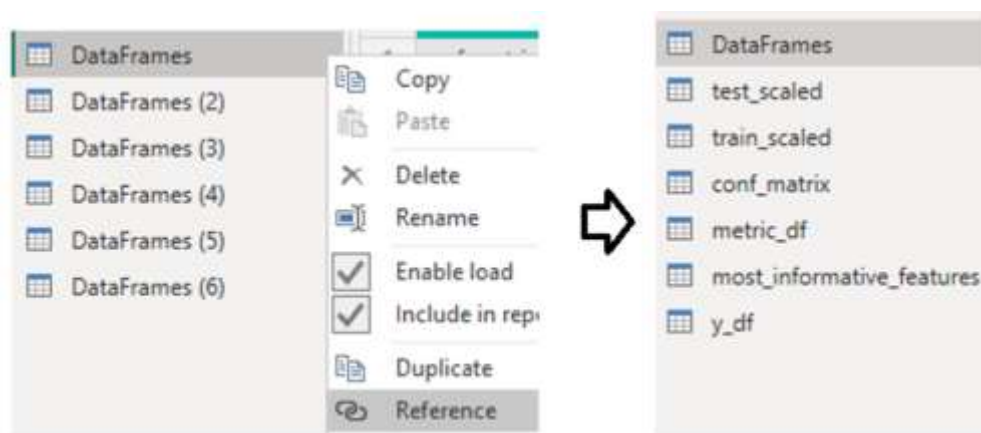 DataFrames
DataFrames (2)
DataFrames (3)
DataFrames (4)
DataFrames (5)
DataFrames (6)
Copy
Paste
Delete
Rename
Enable load
Include in rep
Duplicate
Reference
DataFrames
test_scaled
train_scaled
conf_matrix
metric_df
most_informative_features
y_df